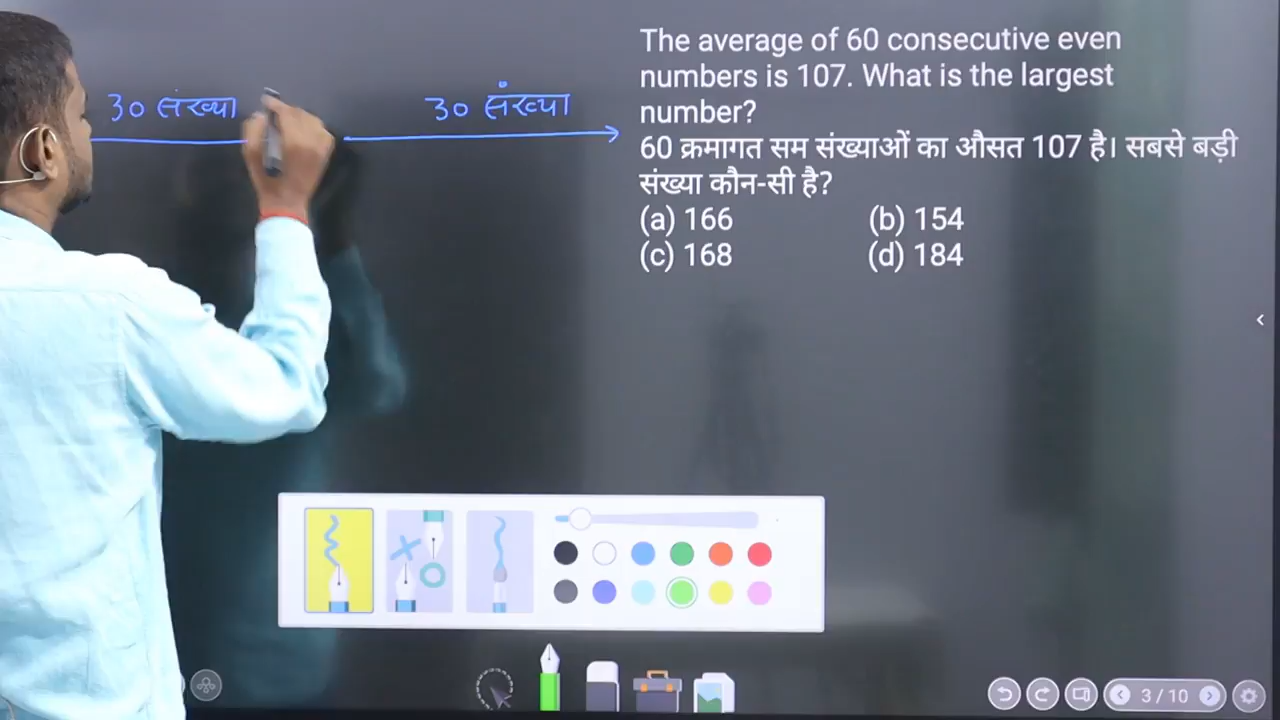 30 संख्या
30 संख्या
The average of 60 consecutive even
numbers is 107. What is the largest
number?
60 क्रमागत सम संख्याओं का औसत 107 है। सबसे बड़ी
संख्या कौन-सी है?
(a) 166 (b) 154
(c) 168 (d) 184
3 / 10